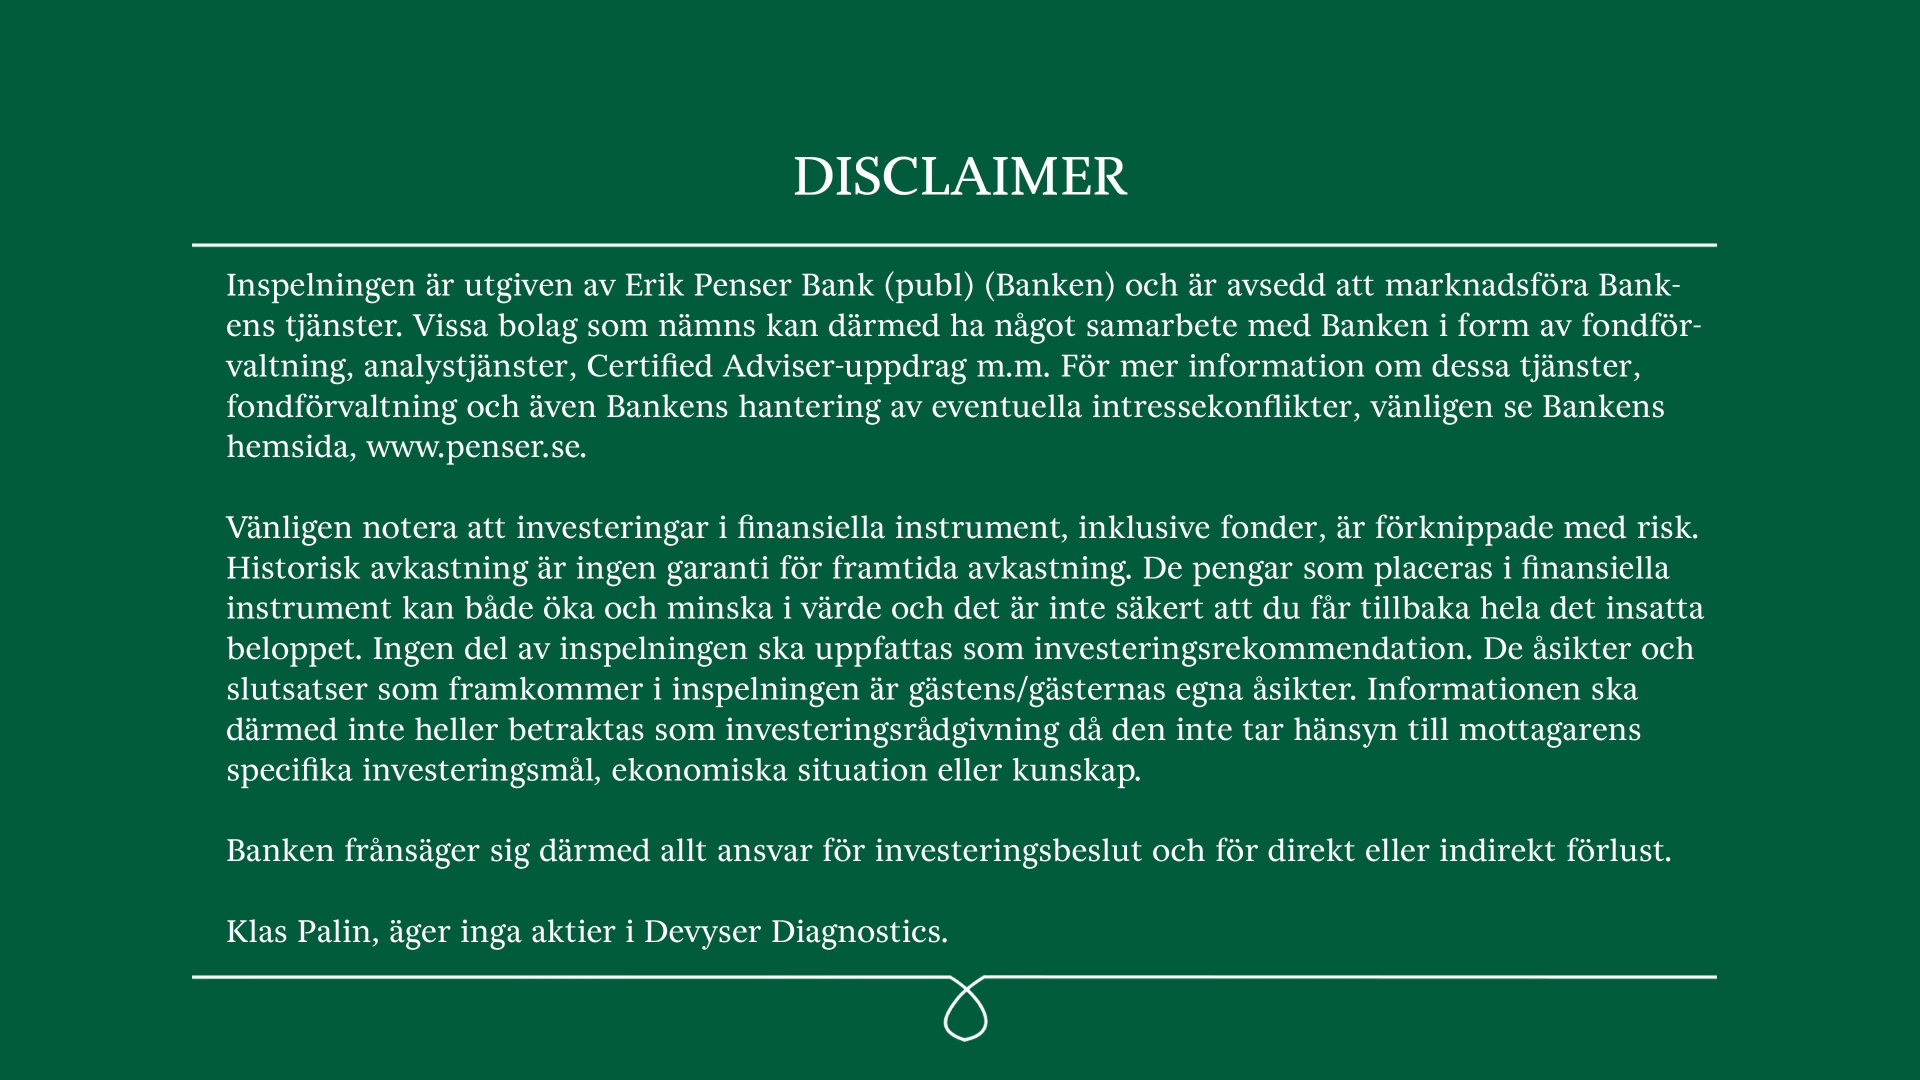 DISCLAIMER
Inspelningen är utgiven av Erik Penser Bank (publ) (Banken) och är avsedd att marknadsföra Bank-
ens tjänster. Vissa bolag som nämns kan därmed ha något samarbete med Banken i form av fondför-
valtning, analystjänster, Certified Adviser-uppdrag m.m. För mer information om dessa tjänster,
fondförvaltning och även Bankens hantering av eventuella intressekonflikter, vänligen se Bankens
hemsida, www.penser.se.
Vänligen notera att investeringar i finansiella instrument, inklusive fonder, är förknippade med risk.
Historisk avkastning är ingen garanti för framtida avkastning. De pengar som placeras i finansiella
instrument kan både öka och minska i värde och det är inte säkert att du får tillbaka hela det insatta
beloppet. Ingen del av inspelningen ska uppfattas som investeringsrekommendation. De åsikter och
slutsatser som framkommer i inspelningen är gästens/gästernas egna åsikter. Informationen ska
därmed inte heller betraktas som investeringsrådgivning då den inte tar hänsyn till mottagarens
specifika investeringsmål, ekonomiska situation eller kunskap.
Banken frånsäger sig därmed allt ansvar för investeringsbeslut och för direkt eller indirekt förlust.
Klas Palin, äger inga aktier i Devyser Diagnostics.